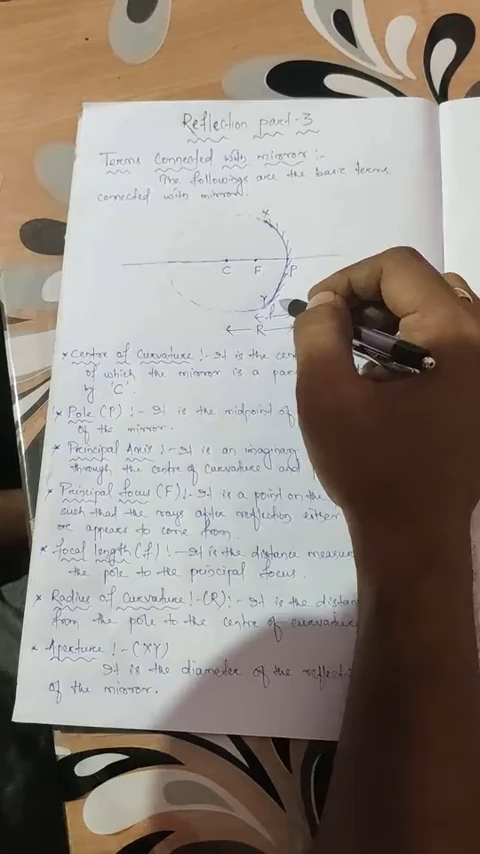 Reflection part-3
Terms Connected with mirror :-
The followings are the basic terms
connected with mirror.
X
C F P
Y
f
R
* Centre of Curvature :- It is the cen
of which the mirror is a par
by 'C'.
* Pole (P) :- It is the midpoint of
of the mirror.
* Principal Axis :- It is an imaginary
through the centre of curvature and
* Principal focus (F) :- It is a point on the
such that the rays after reflection either
or appears to come from.
* focal length (f) :- It is the distance measure
the pole to the principal focus.
* Radius of Curvature :- (R) :- It is the distan
from the pole to the centre of curvature
* Aperture :- (XY)
It is the diameter of the reflecti
of the mirror.